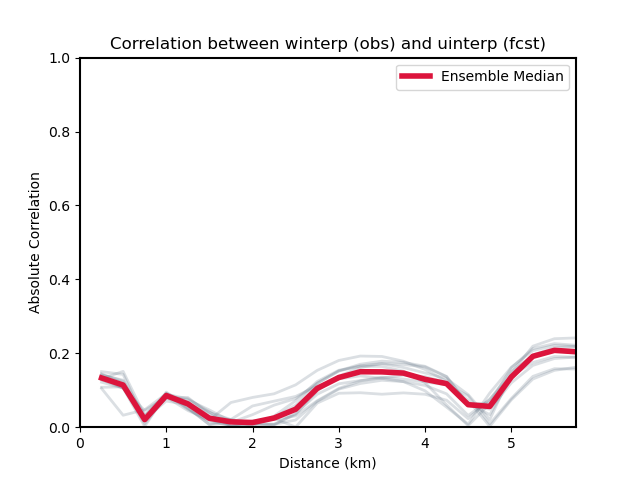 Correlation between winterp (obs) and uinterp (fcst)
Ensemble Median
Absolute Correlation
1.0
0.8
0.6
0.4
0.2
0.0
0 1 2 3 4 5
Distance (km)